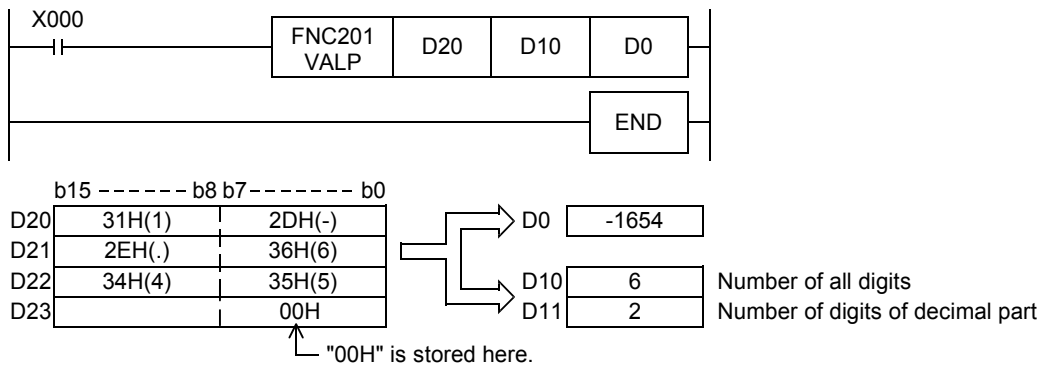 X000
FNC201
VALP D20 D10 D0
END
b15 ------ b8 b7------- b0
D20 31H(1) 2DH(-) D0 -1654
D21 2EH(.) 36H(6)
D22 34H(4) 35H(5) D10 6 Number of all digits
D23 00H D11 2 Number of digits of decimal part
"00H" is stored here.